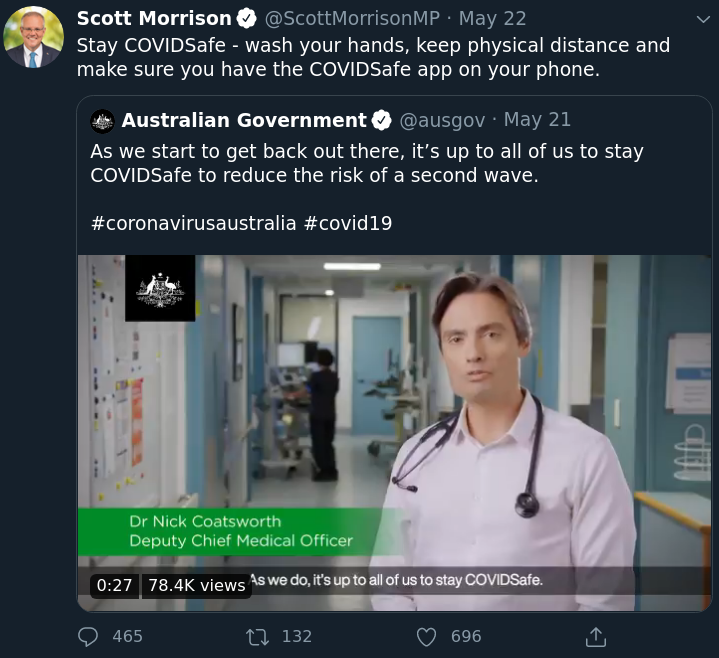 Scott Morrison @ScottMorrisonMP · May 22
Stay COVIDSafe - wash your hands, keep physical distance and
make sure you have the COVIDSafe app on your phone.
Australian Government @ausgov · May 21
As we start to get back out there, it’s up to all of us to stay
COVIDSafe to reduce the risk of a second wave.
#coronavirusaustralia #covid19
Dr Nick Coatsworth
Deputy Chief Medical Officer
0:27 78.4K views As we do, it's up to all of us to stay COVIDSafe.
465 132 696